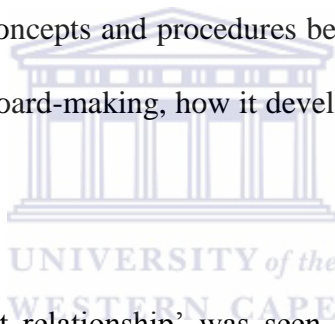 oncepts and procedures be
oard-making, how it devel
UNIVERSITY of the
WESTERN CAPE
t relationship’ was seen